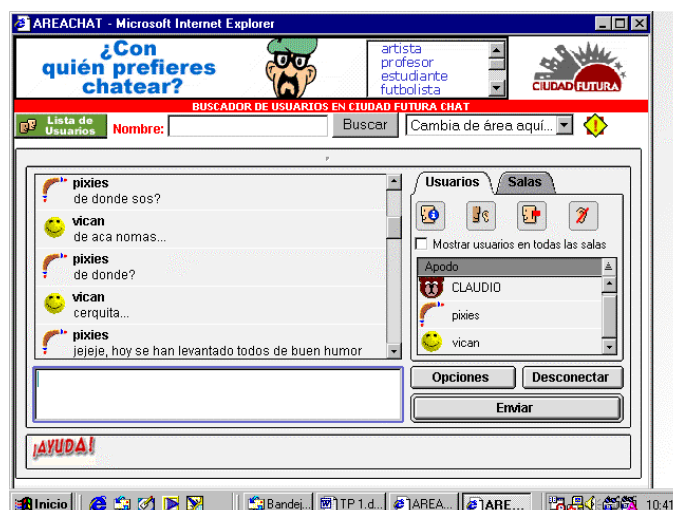 AREACHAT - Microsoft Internet Explorer
¿Con
quién prefieres
chatear?
artista
profesor
estudiante
futbolista
CIUDAD FUTURA
BUSCADOR DE USUARIOS EN CIUDAD FUTURA CHAT
Lista de
Usuarios
Nombre:
Buscar
Cambia de área aquí...
pixies
de donde sos?
vican
de aca nomas...
pixies
de donde?
vican
cerquita...
pixies
jejeje, hoy se han levantado todos de buen humor
Usuarios
Salas
Mostrar usuarios en todas las salas
Apodo
CLAUDIO
pixies
vican
Opciones
Desconectar
Enviar
¡AYUDA!
Inicio
Bandej...
TP 1.d...
AREA...
ARE...
10:41